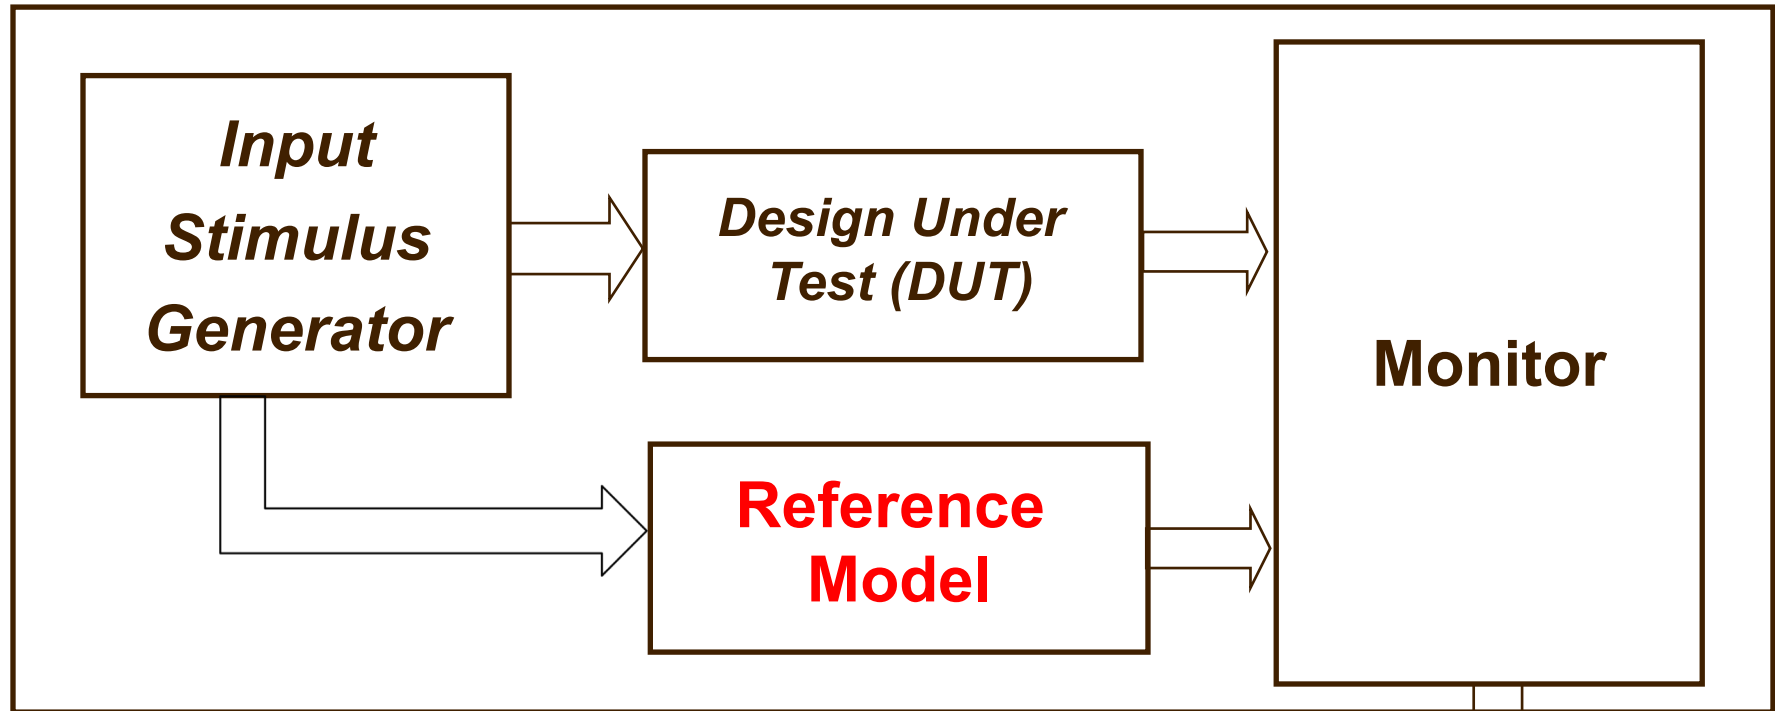 Input
Stimulus
Generator
Design Under
Test (DUT)
Reference
Model
Monitor